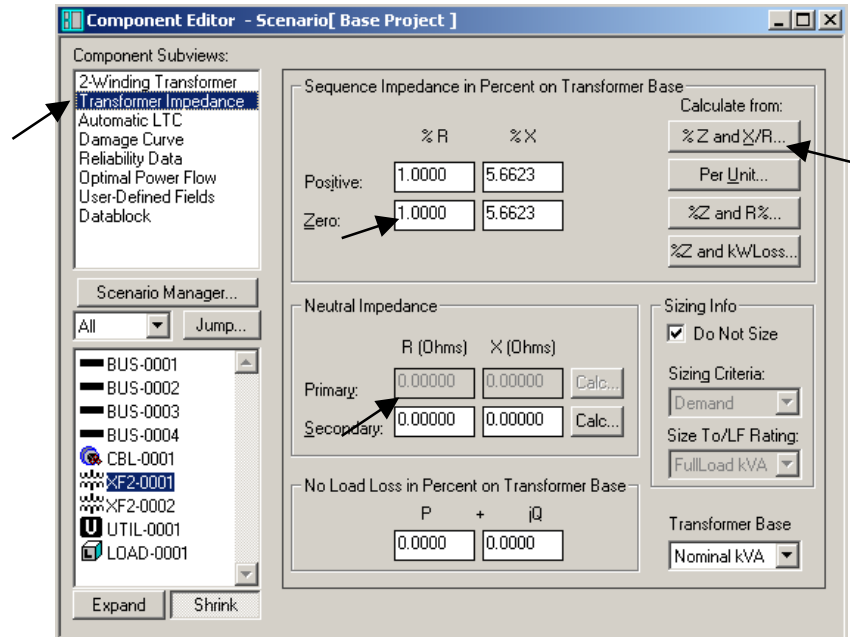 Component Editor - Scenario[ Base Project ]
Component Subviews:
2-Winding Transformer
Transformer Impedance
Automatic LTC
Damage Curve
Reliability Data
Optimal Power Flow
User-Defined Fields
Datablock
Scenario Manager...
All
Jump...
BUS-0001
BUS-0002
BUS-0003
BUS-0004
CBL-0001
XF2-0001
XF2-0002
U UTIL-0001
LOAD-0001
Expand
Shrink
Sequence Impedance in Percent on Transformer Base
% R % X
Positive: 1.0000 5.6623
Zero: 1.0000 5.6623
Calculate from:
% Z and X/R...
Per Unit...
%Z and R%...
%Z and kWLoss...
Neutral Impedance
R (Ohms) X (Ohms)
Primary: 0.00000 0.00000 Calc...
Secondary: 0.00000 0.00000 Calc...
Sizing Info
Do Not Size
Sizing Criteria:
Demand
Size To/LF Rating:
FullLoad kVA
No Load Loss in Percent on Transformer Base
P + jQ
0.0000 0.0000
Transformer Base
Nominal kVA